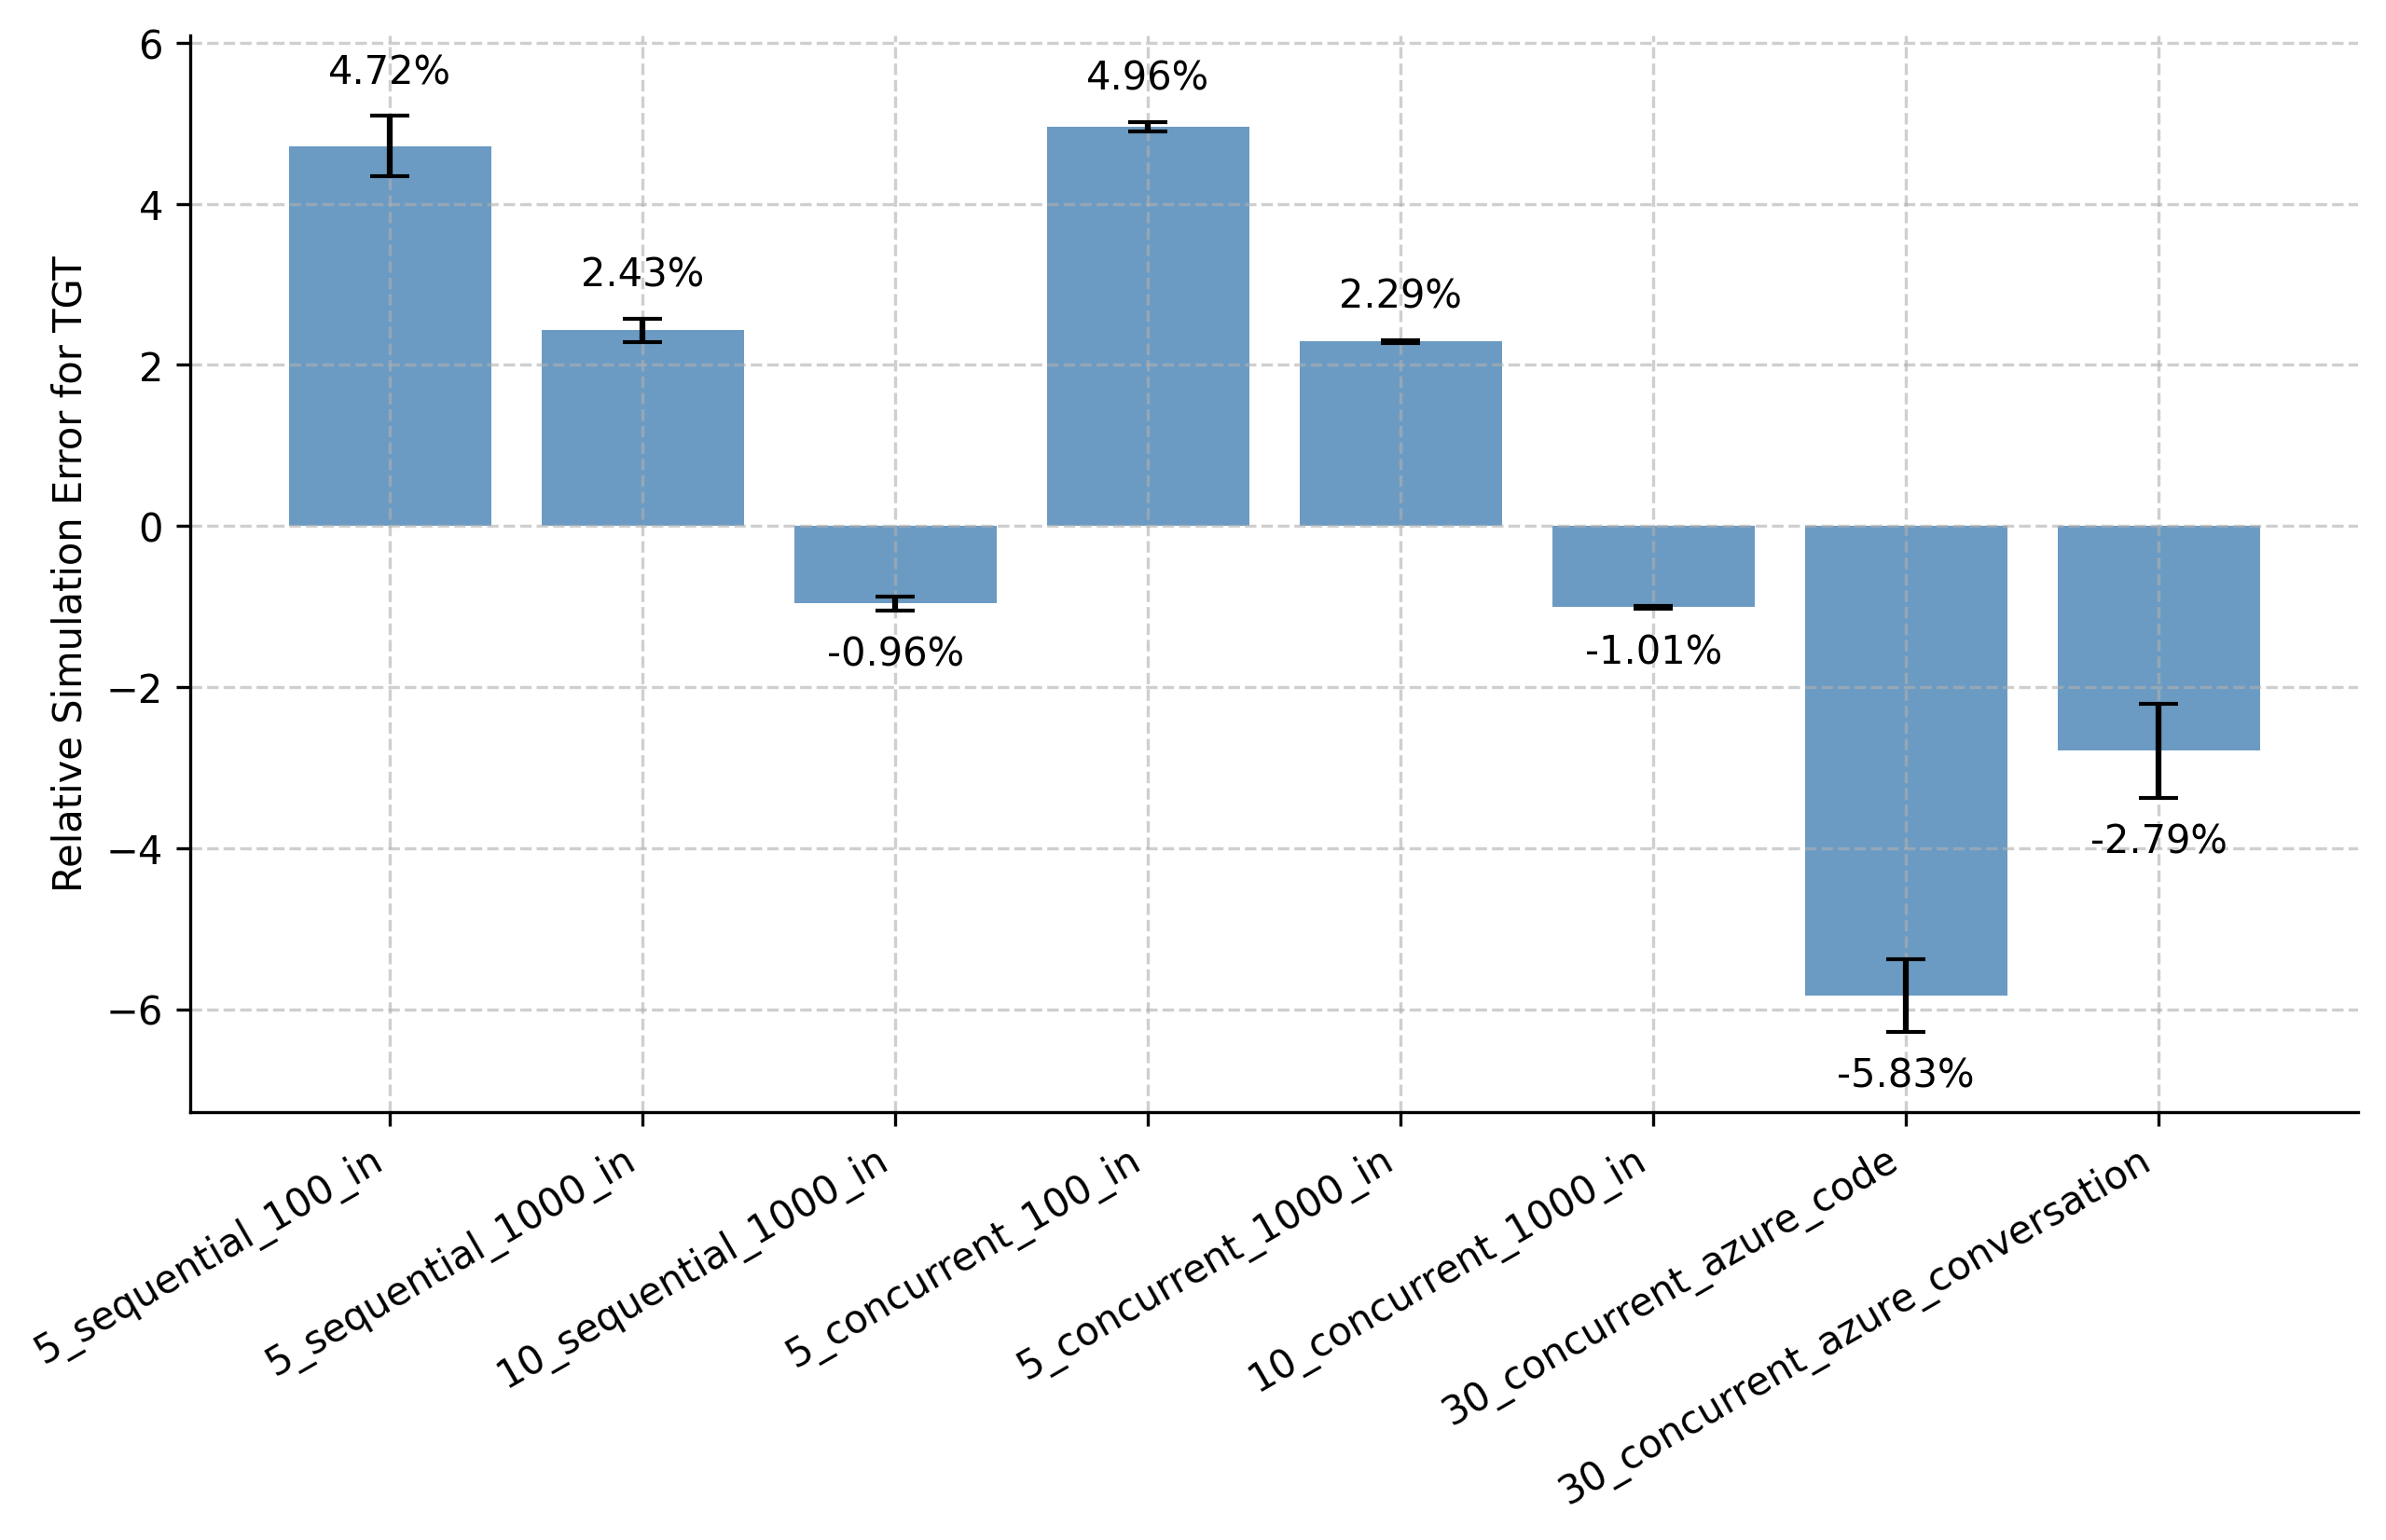 Relative Simulation Error for TGT
6
4
2
0
−2
−4
−6
4.72%
2.43%
-0.96%
4.96%
2.29%
-1.01%
-5.83%
-2.79%
5_sequential_100_in
5_sequential_1000_in
10_sequential_1000_in
5_concurrent_100_in
5_concurrent_1000_in
10_concurrent_1000_in
30_concurrent_azure_code
30_concurrent_azure_conversation